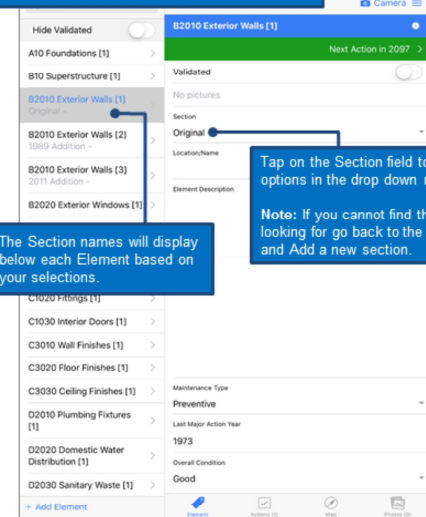 Camera
Hide Validated
A10 Foundations [1]
B10 Superstructure [1]
B2010 Exterior Walls [1]
Original -
B2010 Exterior Walls [2]
1989 Addition -
B2010 Exterior Walls [3]
2011 Addition -
B2020 Exterior Windows [1]
The Section names will display
below each Element based on
your selections.
C1020 Fittings [1]
C1030 Interior Doors [1]
C3010 Wall Finishes [1]
C3020 Floor Finishes [1]
C3030 Ceiling Finishes [1]
D2010 Plumbing Fixtures
[1]
D2020 Domestic Water
Distribution [1]
D2030 Sanitary Waste [1]
+ Add Element
B2010 Exterior Walls [1]
Next Action in 2097
Validated
No pictures
Section
Original
Location/Name
Element Description
Tap on the Section field to
options in the drop down
Note: If you cannot find th
looking for go back to the
and Add a new section.
Maintenance Type
Preventive
Last Major Action Year
1973
Overall Condition
Good
Element
Actions (1)
Map
Photos (0)